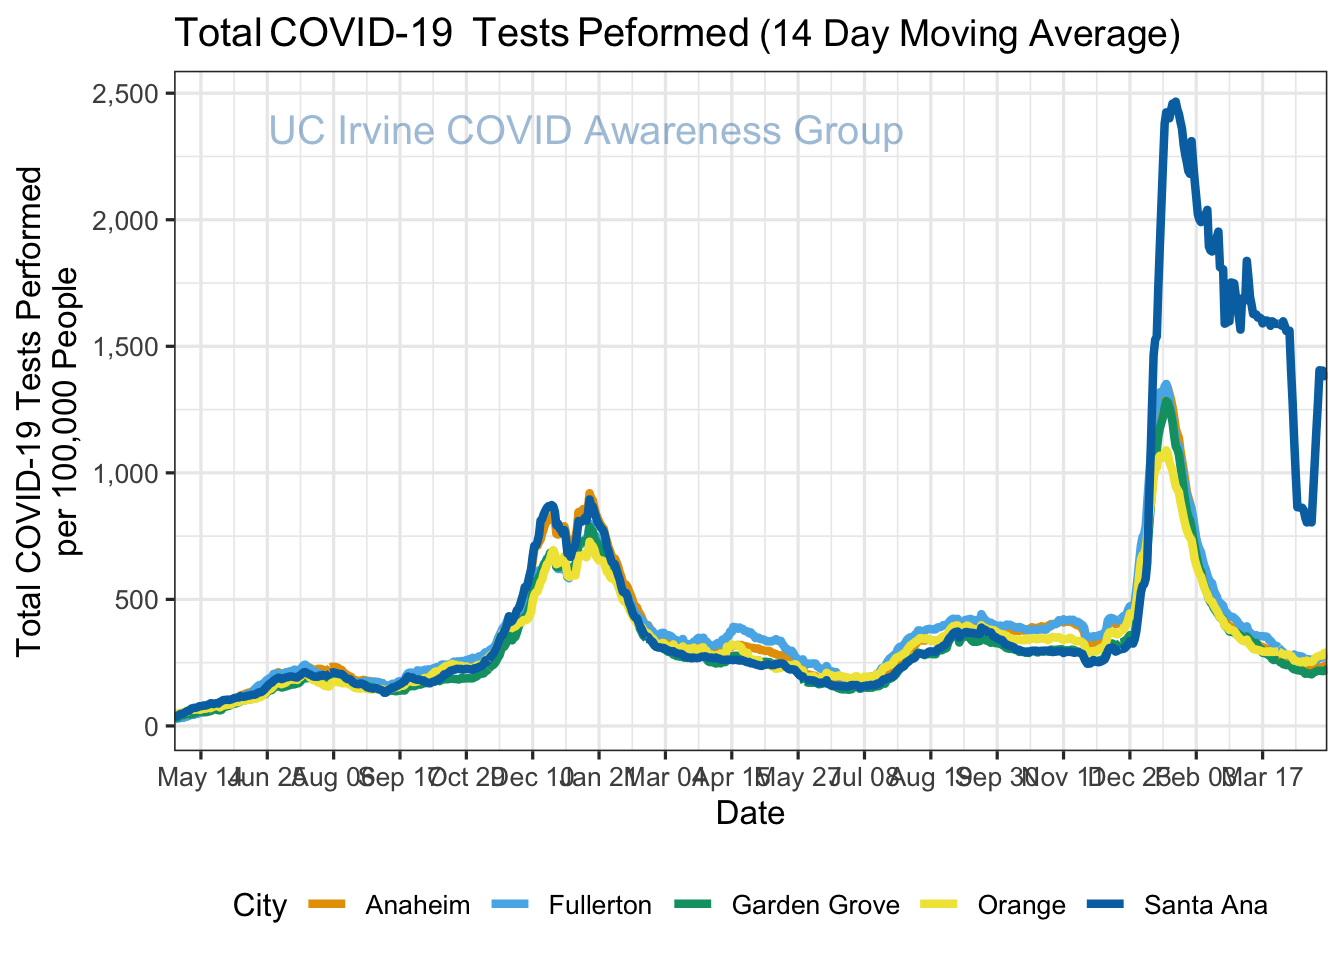 Total COVID-19 Tests Peformed (14 Day Moving Average)
UC Irvine COVID Awareness Group
Total COVID-19 Tests Performed
per 100,000 People
2,500
2,000
1,500
1,000
500
0
May 14 Jun 25 Aug 06 Sep 17 Oct 29 Dec 10 Jan 21 Mar 04 Apr 15 May 27 Jul 08 Aug 19 Sep 30 Nov 11 Dec 23 Feb 03 Mar 17
Date
City Anaheim Fullerton Garden Grove Orange Santa Ana